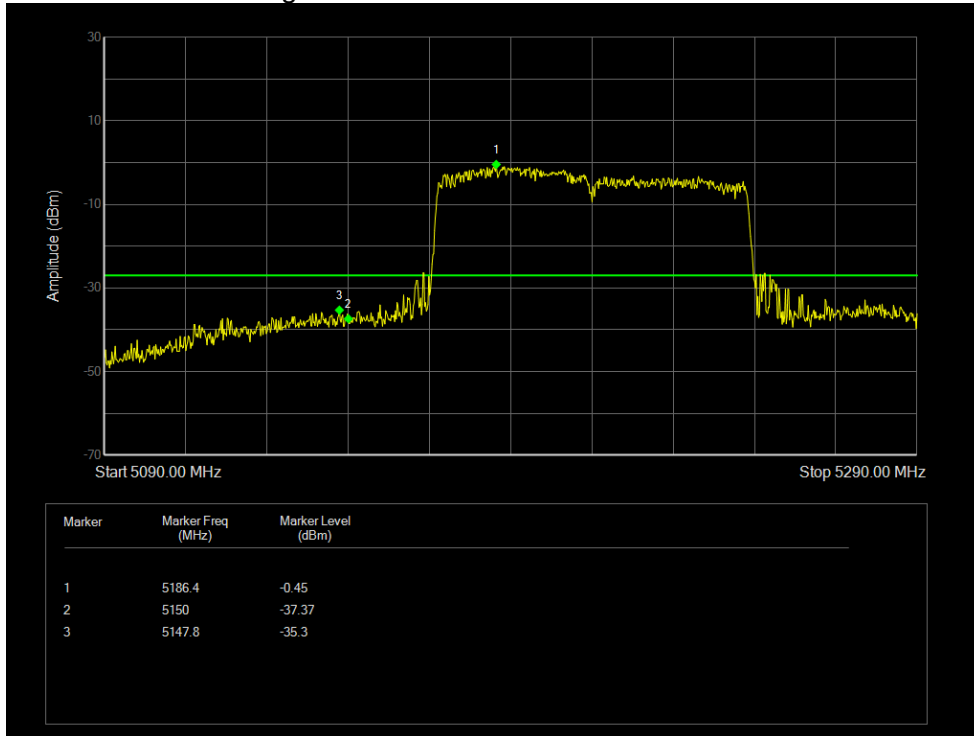 30
10
-10
-30
-50
-70
Amplitude (dBm)
1
3
2
Start 5090.00 MHz
Stop 5290.00 MHz
Marker Marker Freq (MHz) Marker Level (dBm)
1 5186.4 -0.45
2 5150 -37.37
3 5147.8 -35.3